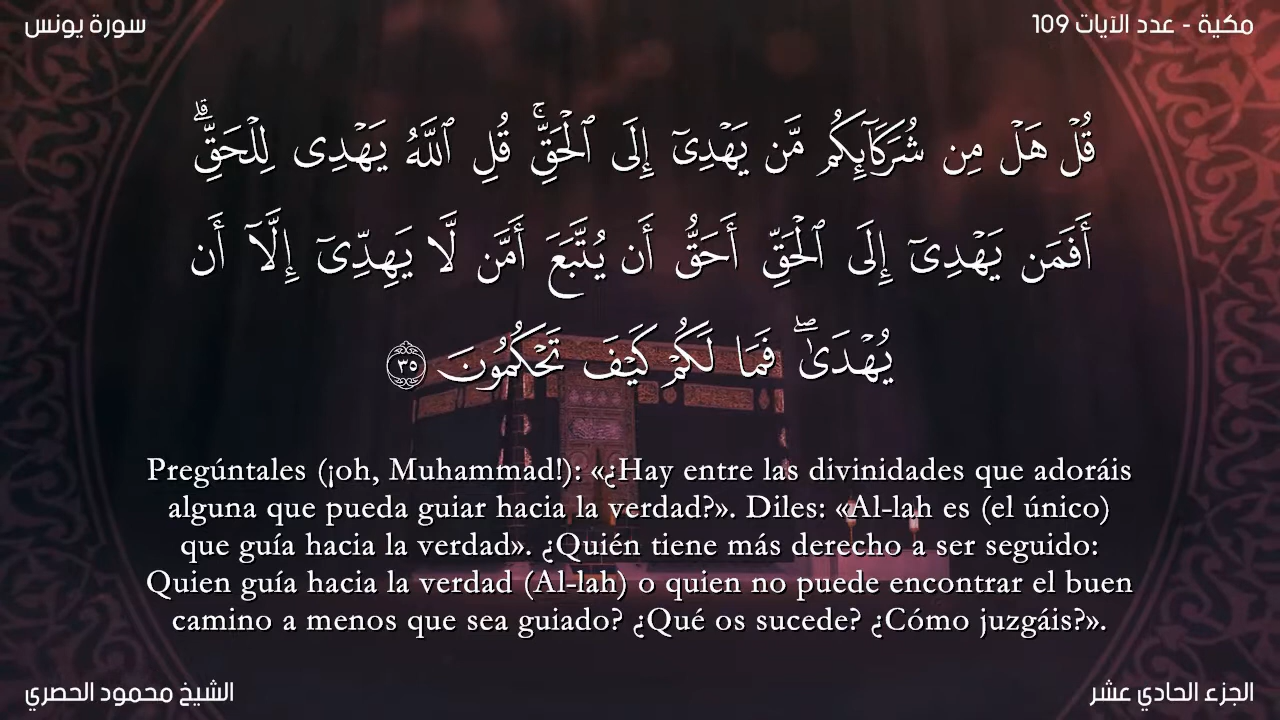 سورة يونس
مكية - عدد الآيات 109
قُلْ هَلْ مِن شُرَكَآئِكُم مَّن يَهْدِىٓ إِلَى ٱلْحَقِّ ۚ قُلِ ٱللَّهُ يَهْدِى لِلْحَقِّ ۗ
أَفَمَن يَهْدِىٓ إِلَى ٱلْحَقِّ أَحَقُّ أَن يُتَّبَعَ أَمَّن لَّا يَهِدِّىٓ إِلَّآ أَن
يُهْدَىٰ ۖ فَمَا لَكُمْ كَيْفَ تَحْكُمُونَ ٣٥
Pregúntales (¡oh, Muhammad!): «¿Hay entre las divinidades que adoráis
alguna que pueda guiar hacia la verdad?». Diles: «Al-lah es (el único)
que guía hacia la verdad». ¿Quién tiene más derecho a ser seguido:
Quien guía hacia la verdad (Al-lah) o quien no puede encontrar el buen
camino a menos que sea guiado? ¿Qué os sucede? ¿Cómo juzgáis?».
الشيخ محمود الحصري
الجزء الحادي عشر